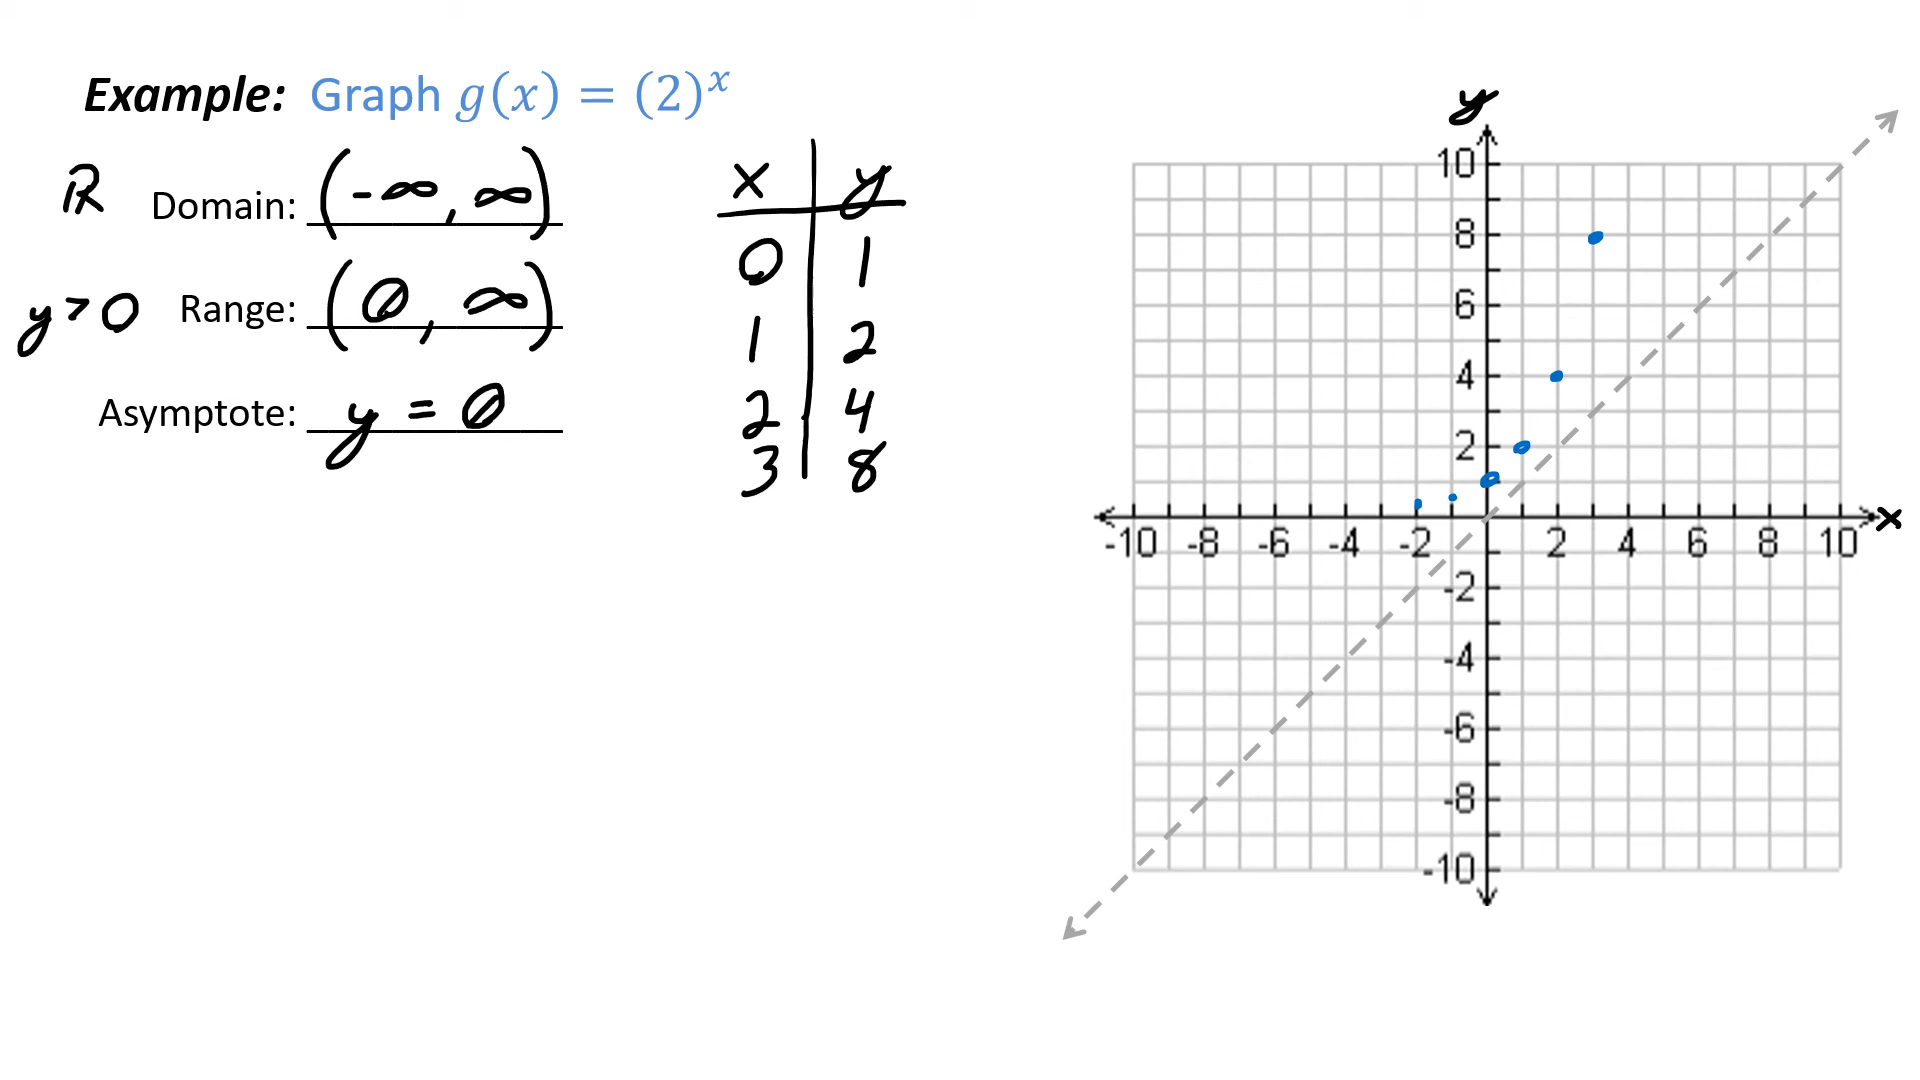 Example: Graph g(x) = (2)^x
ℝ Domain: (-∞, ∞)
y > 0 Range: (0, ∞)
Asymptote: y = 0
x y
0 1
1 2
2 4
3 8
y
10
8
6
4
2
-10 -8 -6 -4 -2 2 4 6 8 10 x
-2
-4
-6
-8
-10